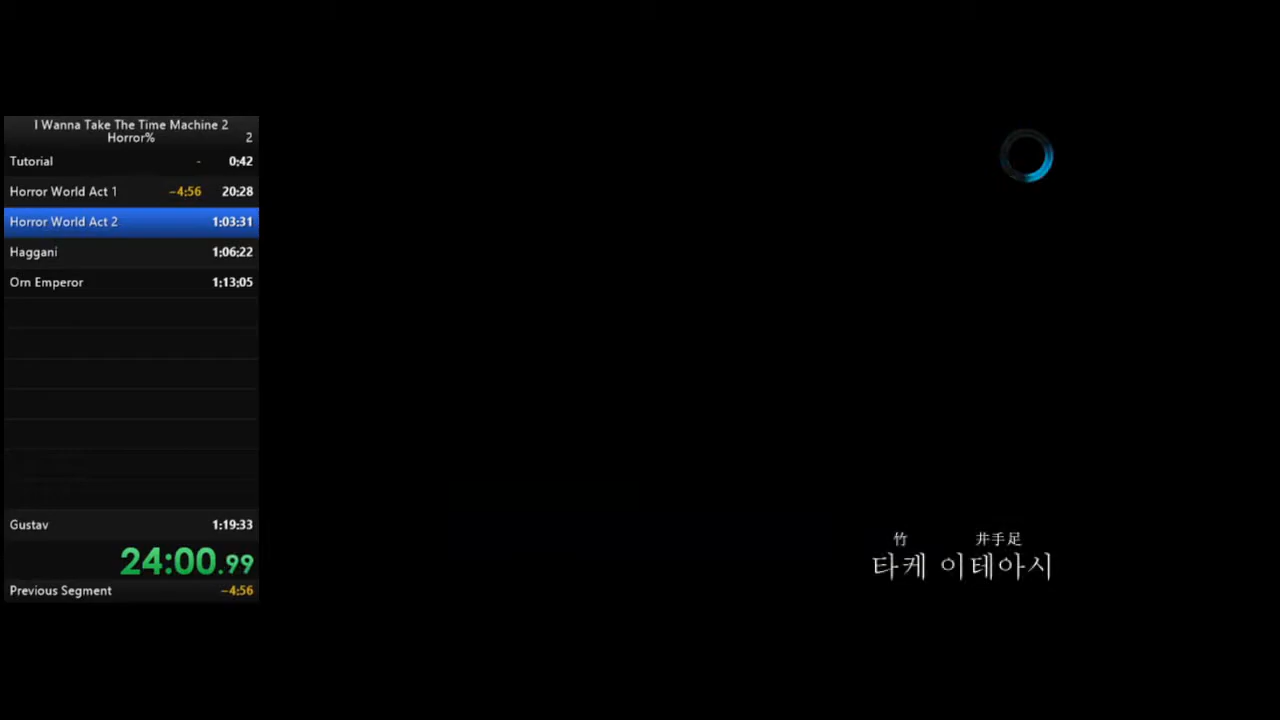 I Wanna Take The Time Machine 2
Horror% 2
Tutorial - 0:42
Horror World Act 1 −4:56 20:28
Horror World Act 2 1:03:31
Haggani 1:06:22
Orn Emperor 1:13:05
Gustav 1:19:33
24:00.99
Previous Segment −4:56
竹 井手足
타케 이테아시